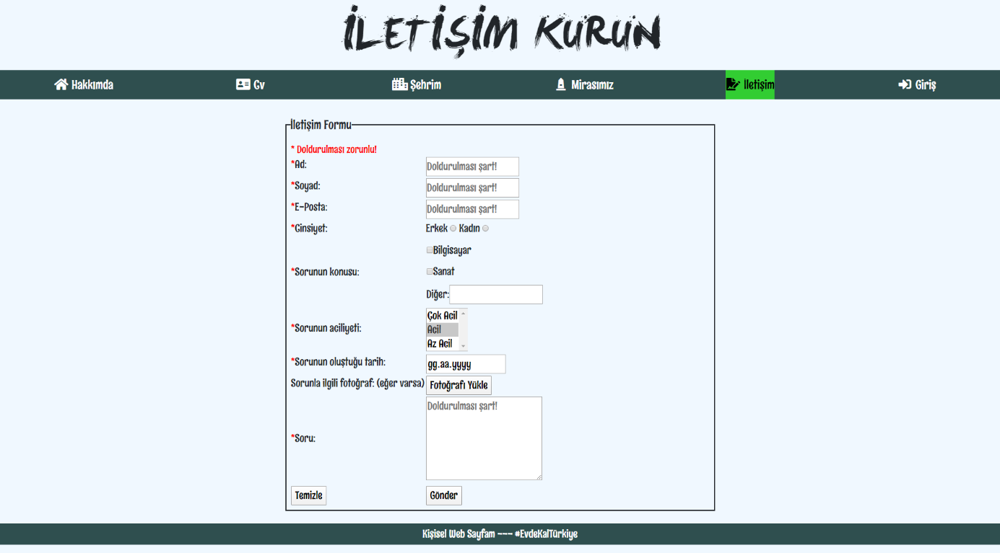 İLETİŞİM KURUN
Hakkımda Cv Şehrim Mirasımız İletişim Giriş
İletişim Formu
* Doldurulması zorunlu!
*Ad: Doldurulması şart!
*Soyad: Doldurulması şart!
*E-Posta: Doldurulması şart!
*Cinsiyet: Erkek Kadın
Bilgisayar
*Sorunun konusu: Sanat
Diğer:
Çok Acil
*Sorunun aciliyeti: Acil
Az Acil
*Sorunun oluştuğu tarih: gg.aa.yyyy
Sorunla ilgili fotoğraf: (eğer varsa) Fotoğrafı Yükle
Doldurulması şart!
*Soru:
Temizle Gönder
Kişisel Web Sayfam --- #EvdeKalTürkiye